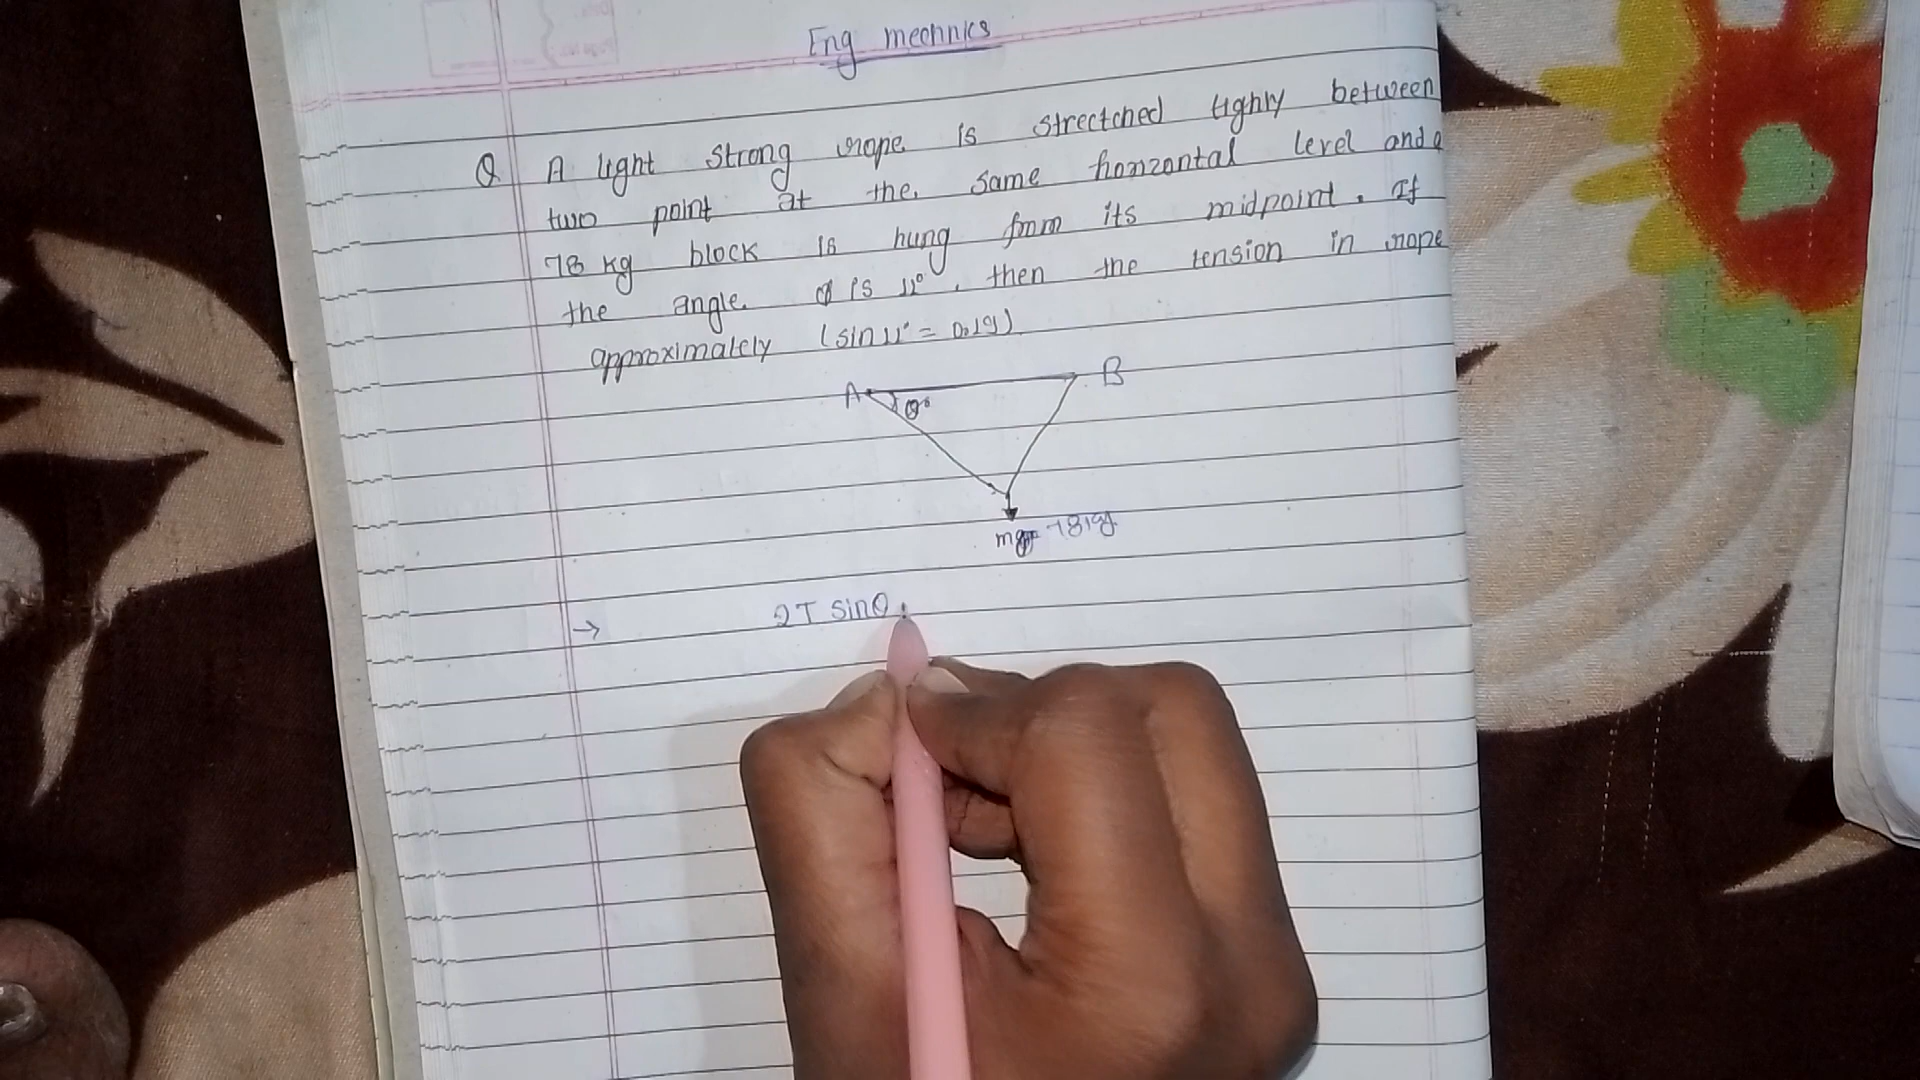 Eng mechnics
Q A light strong rope is strectched tighly between
two point at the same horizontal level and a
78 kg block is hung from its midpoint. If
the angle θ is 11°, then the tension in rope
approximately (sin 11° = 0.19)
A B
θ°
mg
→ 2T sinθ